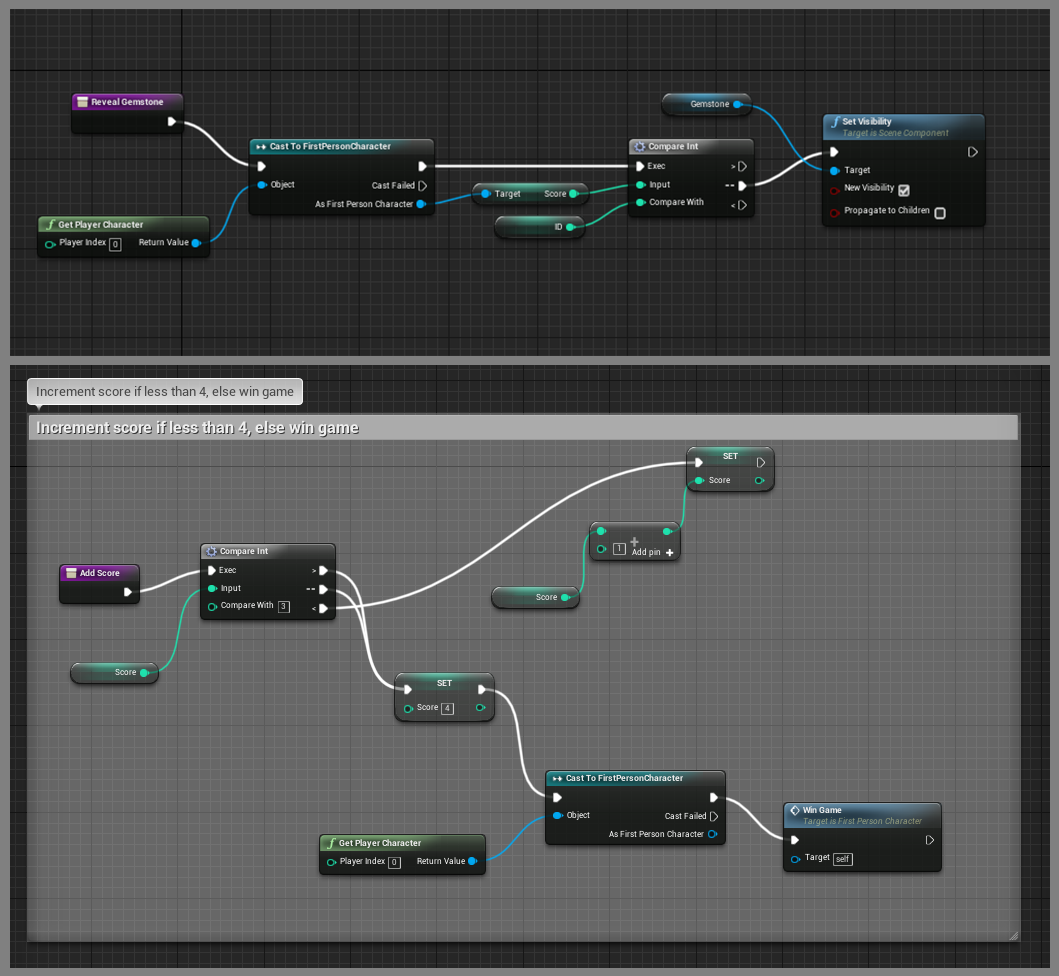 Reveal Gemstone
Gemstone
Set Visibility
Target is Scene Component
Cast To FirstPersonCharacter
Compare Int
Exec >
Object
Cast Failed
Target Score
Input --
Target
New Visibility
As First Person Character
Compare With <
Propagate to Children
Get Player Character
ID
Player Index 0 Return Value
Increment score if less than 4, else win game
Increment score if less than 4, else win game
SET
Score
Compare Int
1 Add pin +
Add Score
Exec >
Input --
Compare With 3 <
Score
Score
SET
Score 4
Cast To FirstPersonCharacter
Object
Cast Failed
As First Person Character
Win Game
Target is First Person Character
Target self
Get Player Character
Player Index 0 Return Value